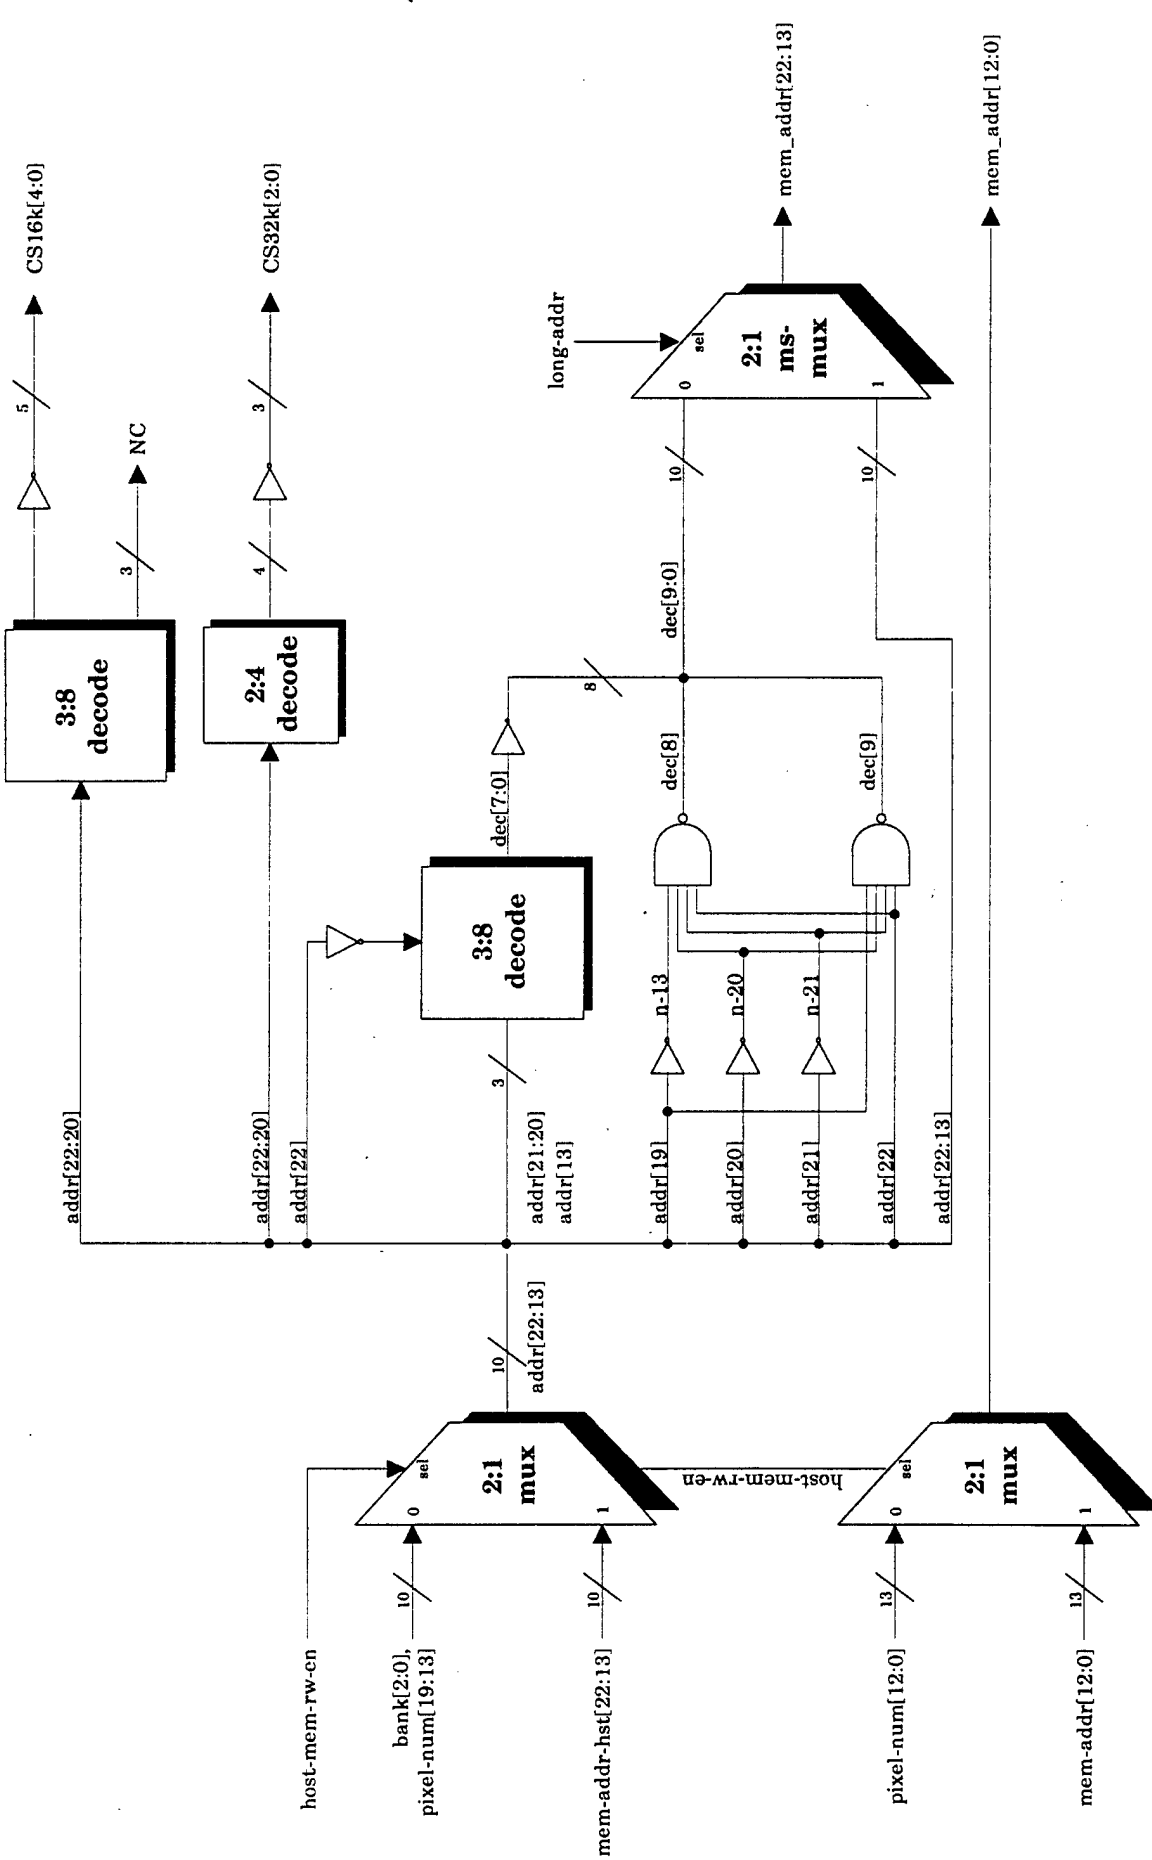 host-mem-rw-en
bank[2:0],
pixel-num[19:13]
10
mem-addr-hst[22:13]
10
0
1
sel
2:1
mux
host-mem-rw-en
pixel-num[12:0]
13
mem-addr[12:0]
13
0
1
sel
2:1
mux
10
addr[22:13]
addr[22:20]
addr[22:20]
addr[22]
addr[21:20]
addr[13]
3
addr[19]
addr[20]
addr[21]
addr[22]
addr[22:13]
n-13
n-20
n-21
3:8
decode
3:8
decode
2:4
decode
dec[7:0]
8
dec[8]
dec[9]
dec[9:0]
5
CS16k[4:0]
3
NC
4
3
CS32k[2:0]
10
10
long-addr
0
1
sel
2:1
ms-
mux
mem_addr[22:13]
mem_addr[12:0]